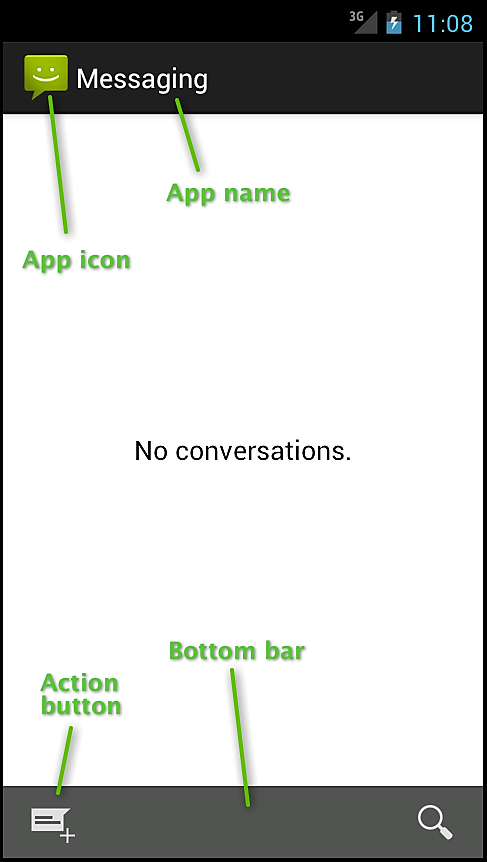 3G 11:08
Messaging
App name
App icon
No conversations.
Bottom bar
Action
button